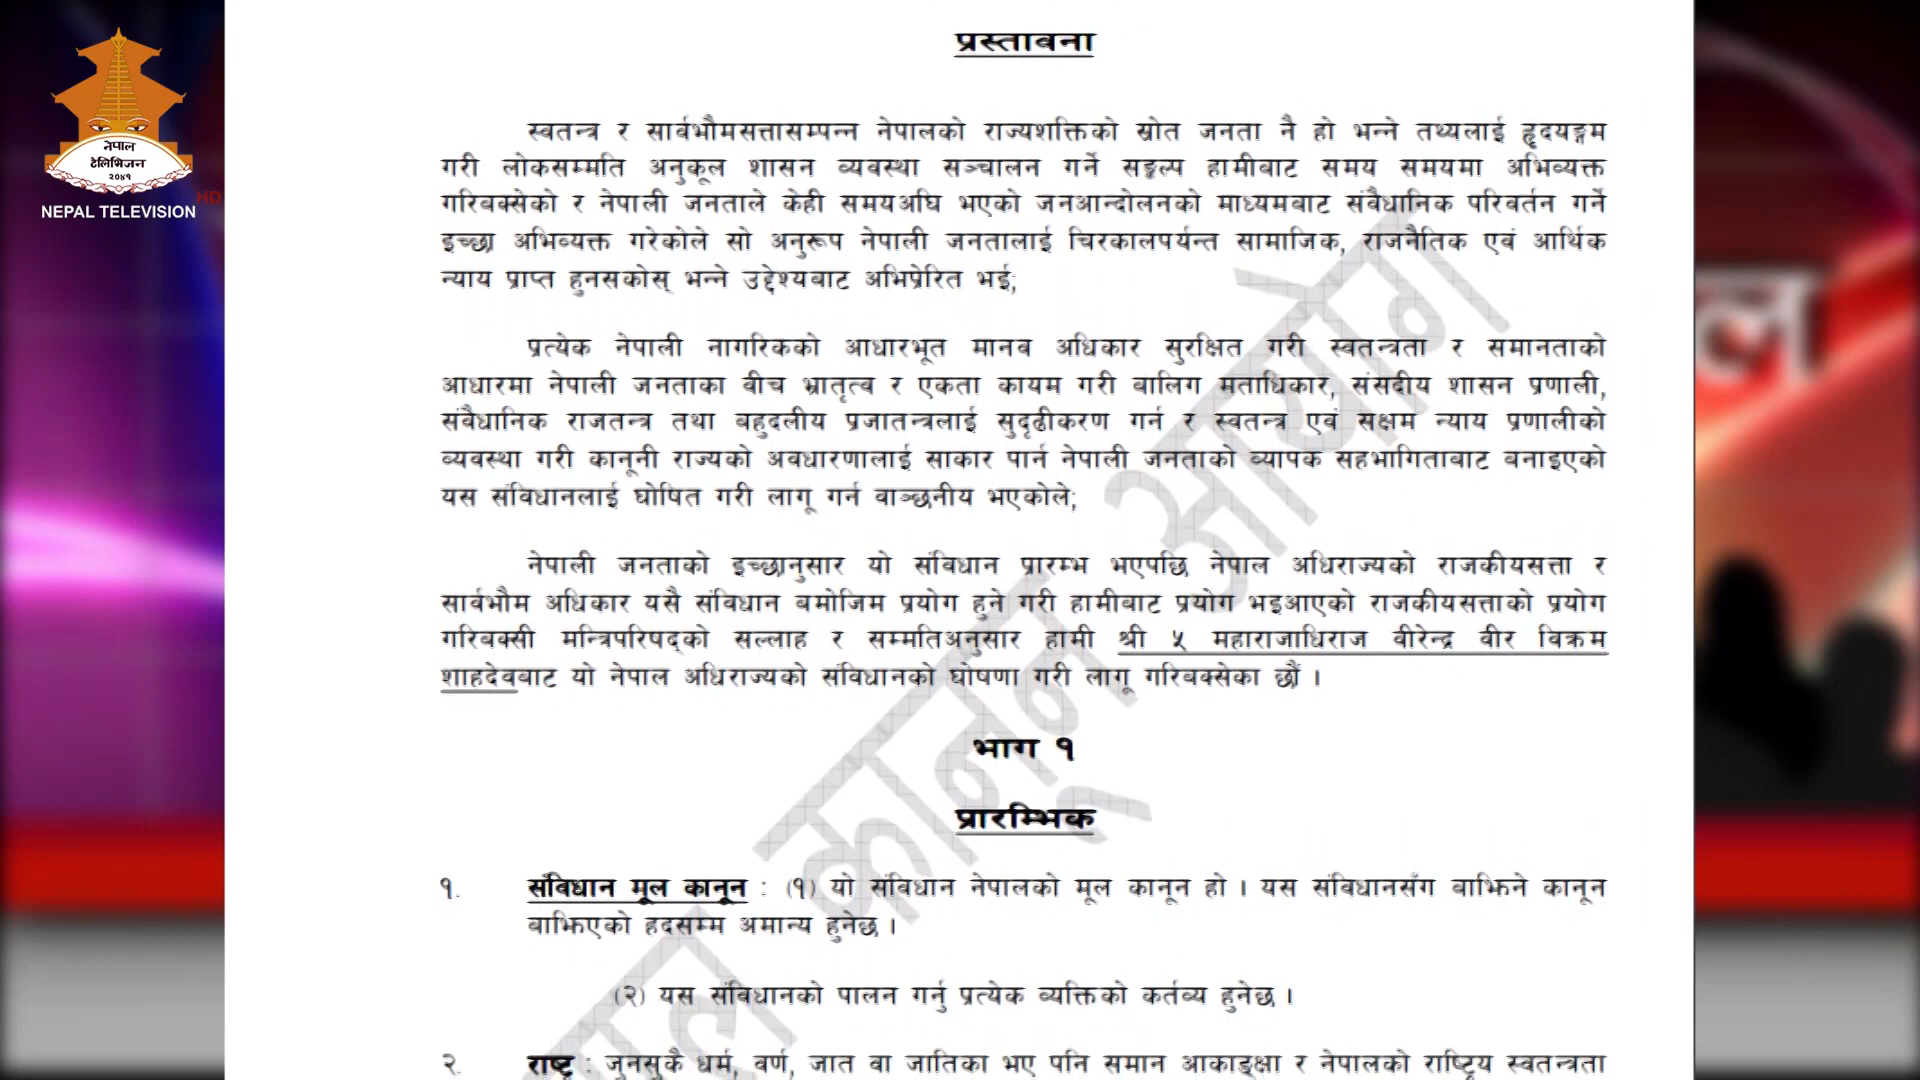 नेपाल
टेलिभिजन
२०४१
HD
NEPAL TELEVISION
प्रस्तावना
स्वतन्त्र र सार्वभौमसत्तासम्पन्न नेपालको राज्यशक्तिको स्रोत जनता नै हो भन्ने तथ्यलाई हृदयङ्गम
गरी लोकसम्मति अनुकूल शासन व्यवस्था सञ्चालन गर्ने सङ्कल्प हामीबाट समय समयमा अभिव्यक्त
गरिबक्सेको र नेपाली जनताले केही समयअघि भएको जनआन्दोलनको माध्यमबाट संवैधानिक परिवर्तन गर्ने
इच्छा अभिव्यक्त गरेकोले सो अनुरूप नेपाली जनतालाई चिरकालपर्यन्त सामाजिक, राजनैतिक एवं आर्थिक
न्याय प्राप्त हुनसकोस् भन्ने उद्देश्यबाट अभिप्रेरित भई;
प्रत्येक नेपाली नागरिकको आधारभूत मानव अधिकार सुरक्षित गरी स्वतन्त्रता र समानताको
आधारमा नेपाली जनताका बीच भ्रातृत्व र एकता कायम गरी बालिग मताधिकार, संसदीय शासन प्रणाली,
संवैधानिक राजतन्त्र तथा बहुदलीय प्रजातन्त्रलाई सुदृढीकरण गर्न र स्वतन्त्र एवं सक्षम न्याय प्रणालीको
व्यवस्था गरी कानूनी राज्यको अवधारणालाई साकार पार्न नेपाली जनताको व्यापक सहभागिताबाट बनाइएको
यस संविधानलाई घोषित गरी लागू गर्न वाञ्छनीय भएकोले;
नेपाली जनताको इच्छानुसार यो संविधान प्रारम्भ भएपछि नेपाल अधिराज्यको राजकीयसत्ता र
सार्वभौम अधिकार यसै संविधान बमोजिम प्रयोग हुने गरी हामीबाट प्रयोग भइआएको राजकीयसत्ताको प्रयोग
गरिबक्सी मन्त्रिपरिषद्को सल्लाह र सम्मतिअनुसार हामी श्री ५ महाराजाधिराज वीरेन्द्र वीर विक्रम
शाहदेवबाट यो नेपाल अधिराज्यको संविधानको घोषणा गरी लागू गरिबक्सेका छौं ।
भाग १
प्रारम्भिक
१. संविधान मूल कानून : (१) यो संविधान नेपालको मूल कानून हो । यस संविधानसँग बाझिने कानून
बाझिएको हदसम्म अमान्य हुनेछ ।
(२) यस संविधानको पालन गर्नु प्रत्येक व्यक्तिको कर्तव्य हुनेछ ।
२. राष्ट्र : जुनसुकै धर्म, वर्ण, जात वा जातिका भए पनि समान आकाङ्क्षा र नेपालको राष्ट्रिय स्वतन्त्रता
कानून आयोग